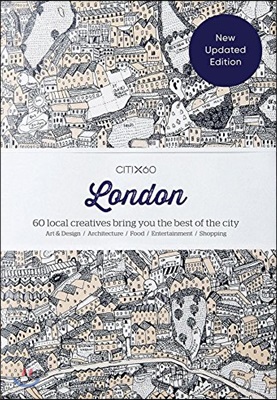 New
Updated
Edition
CITIX60
London
60 local creatives bring you the best of the city
Art & Design / Architecture / Food / Entertainment / Shopping